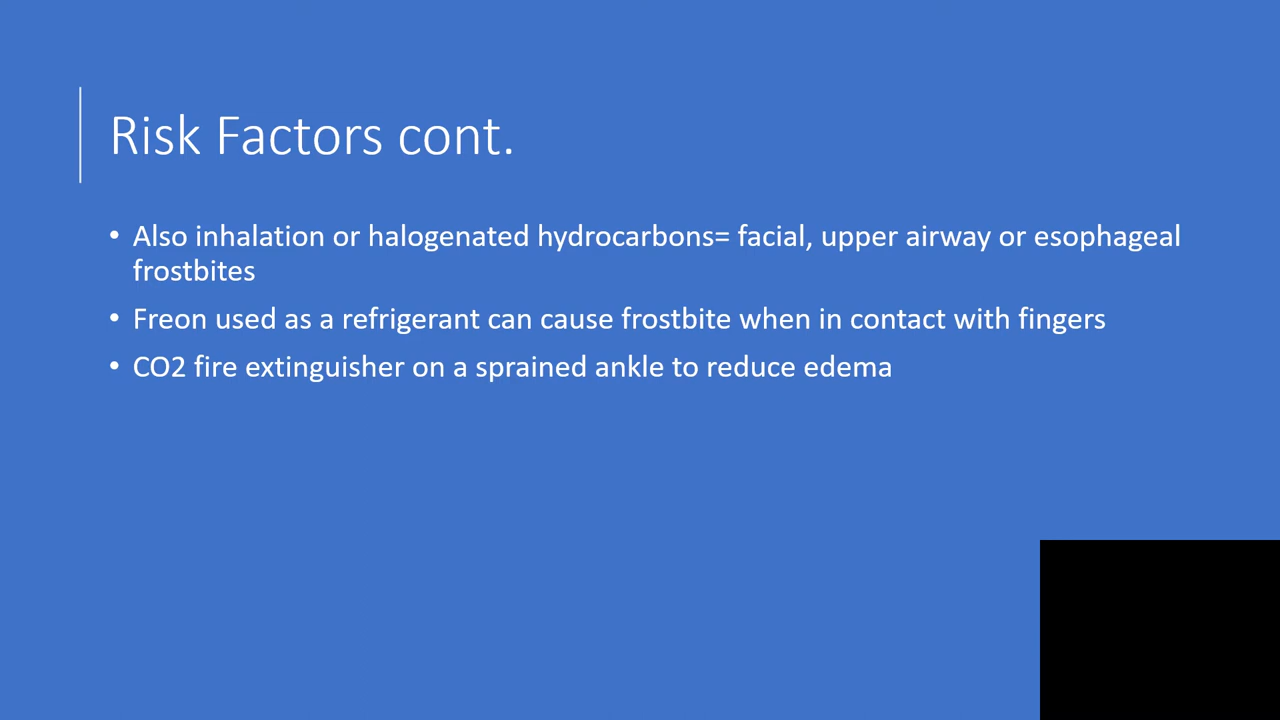 Risk Factors cont.
• Also inhalation or halogenated hydrocarbons= facial, upper airway or esophageal
frostbites
• Freon used as a refrigerant can cause frostbite when in contact with fingers
• CO2 fire extinguisher on a sprained ankle to reduce edema